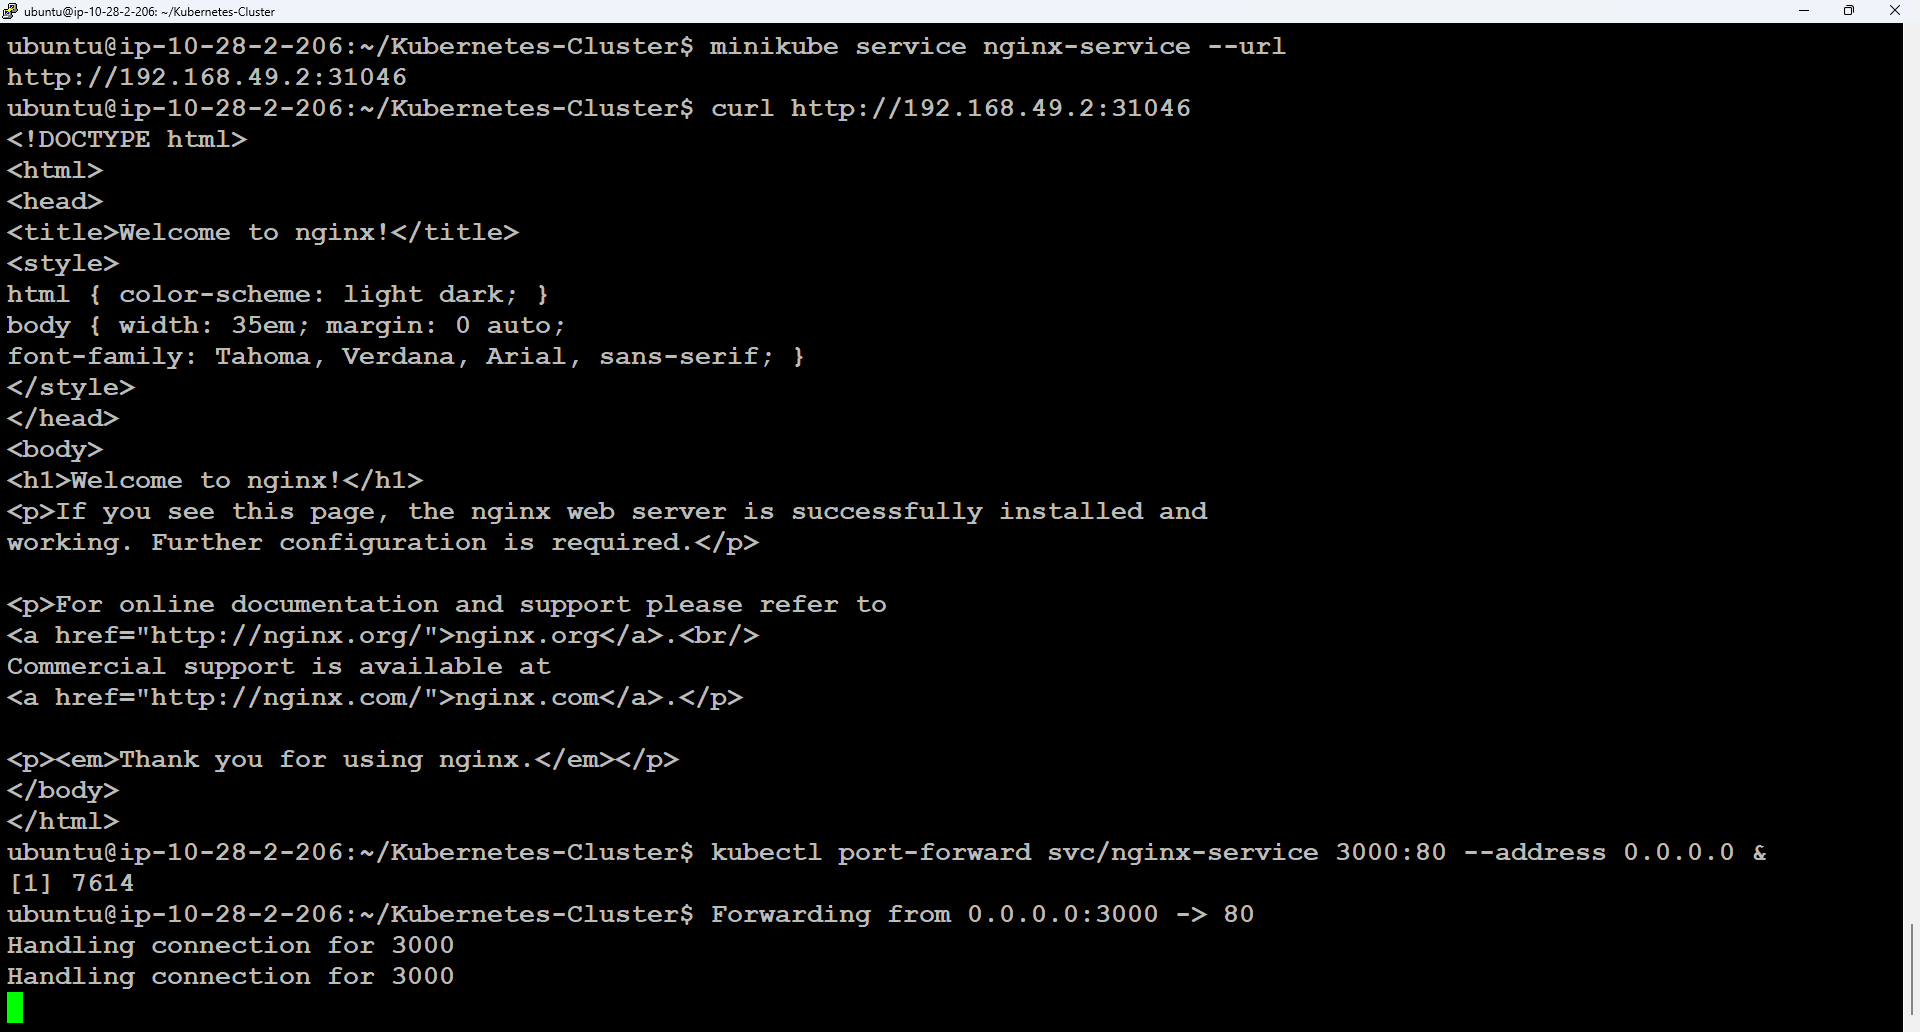 ubuntu@ip-10-28-2-206: ~/Kubernetes-Cluster
ubuntu@ip-10-28-2-206:~/Kubernetes-Cluster$ minikube service nginx-service --url
http://192.168.49.2:31046
ubuntu@ip-10-28-2-206:~/Kubernetes-Cluster$ curl http://192.168.49.2:31046
<!DOCTYPE html>
<html>
<head>
<title>Welcome to nginx!</title>
<style>
html { color-scheme: light dark; }
body { width: 35em; margin: 0 auto;
font-family: Tahoma, Verdana, Arial, sans-serif; }
</style>
</head>
<body>
<h1>Welcome to nginx!</h1>
<p>If you see this page, the nginx web server is successfully installed and
working. Further configuration is required.</p>

<p>For online documentation and support please refer to
<a href="http://nginx.org/">nginx.org</a>.<br/>
Commercial support is available at
<a href="http://nginx.com/">nginx.com</a>.</p>

<p><em>Thank you for using nginx.</em></p>
</body>
</html>
ubuntu@ip-10-28-2-206:~/Kubernetes-Cluster$ kubectl port-forward svc/nginx-service 3000:80 --address 0.0.0.0 &
[1] 7614
ubuntu@ip-10-28-2-206:~/Kubernetes-Cluster$ Forwarding from 0.0.0.0:3000 -> 80
Handling connection for 3000
Handling connection for 3000